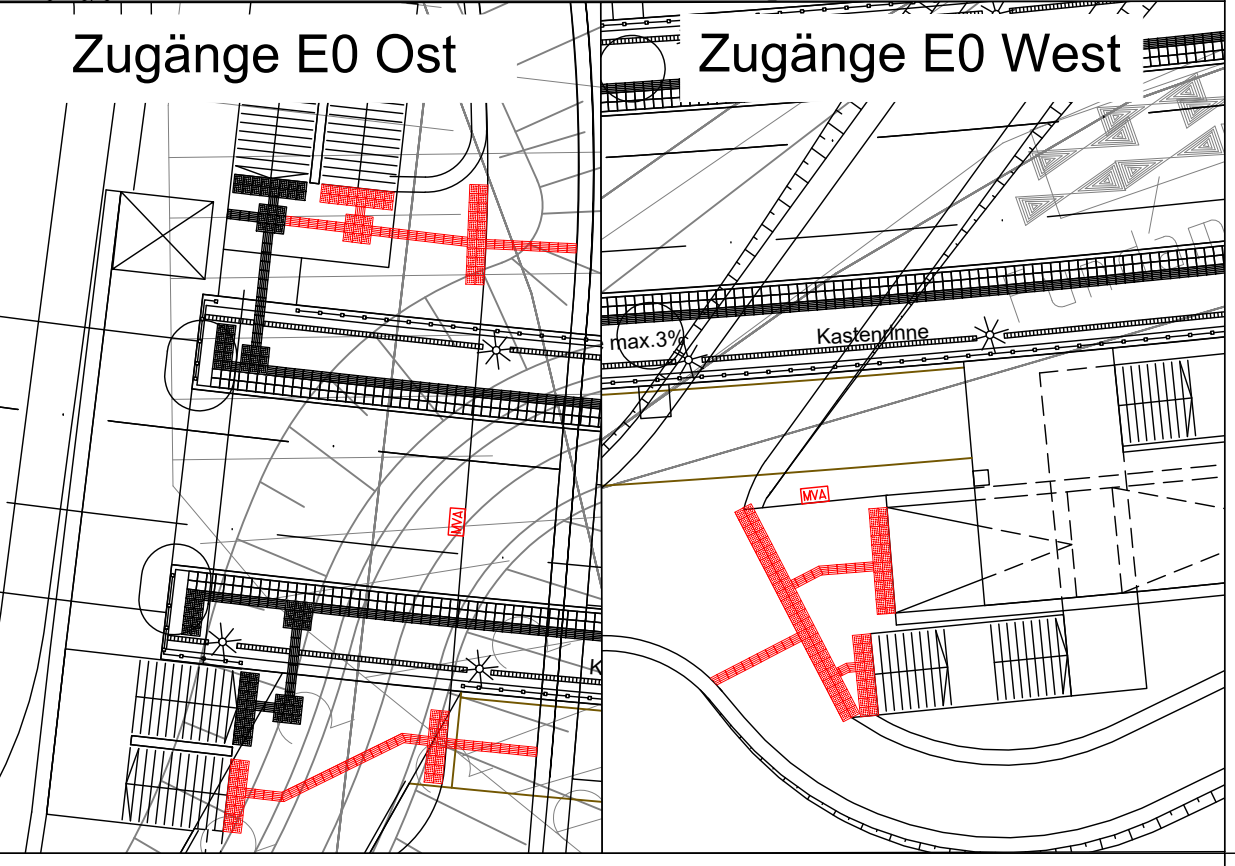 Zugänge E0 Ost
Zugänge E0 West
max.3%
Kastenrinne
MVA
MVA
K